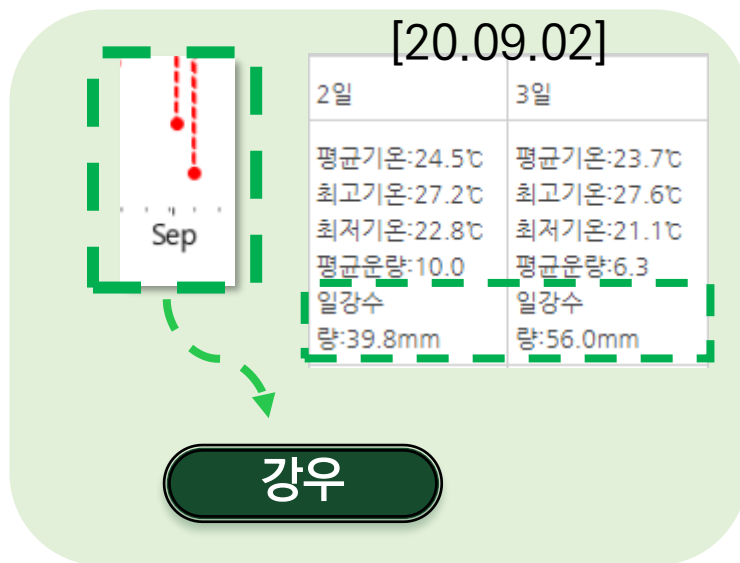 [20.09.02]
Sep
2일
3일
평균기온:24.5℃
최고기온:27.2℃
최저기온:22.8℃
평균운량:10.0
일강수
량:39.8mm
평균기온:23.7℃
최고기온:27.6℃
최저기온:21.1℃
평균운량:6.3
일강수
량:56.0mm
강우